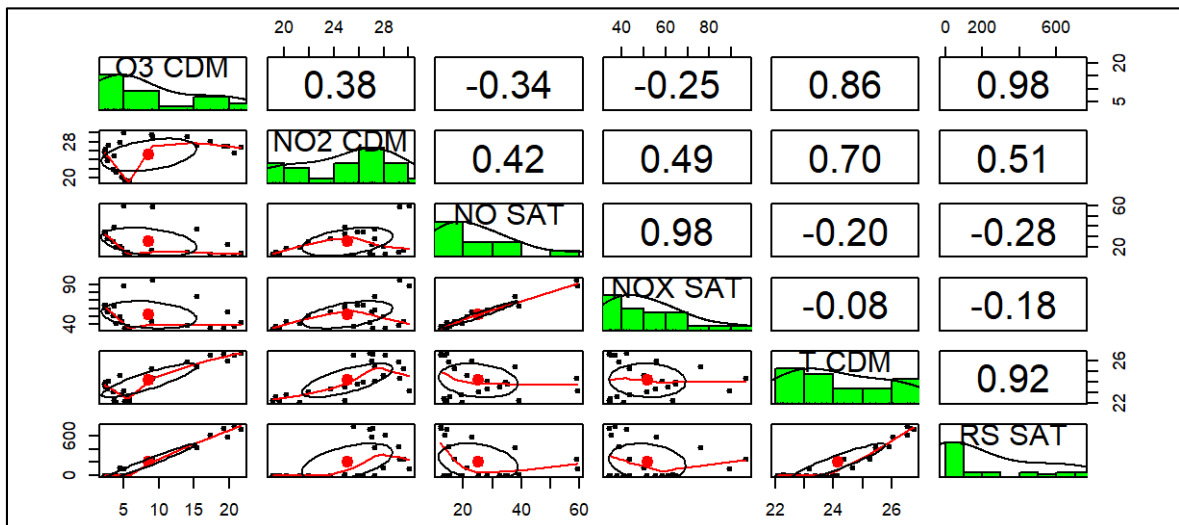 20 24 28 40 60 80 0 200 600
O3 CDM 0.38 -0.34 -0.25 0.86 0.98 5 20
20 28 NO2 CDM 0.42 0.49 0.70 0.51
NO SAT 0.98 -0.20 -0.28 20 60
40 90 NOX SAT -0.08 -0.18
T CDM 0.92 22 26
0 600 RS SAT
5 10 15 20 20 40 60 22 24 26